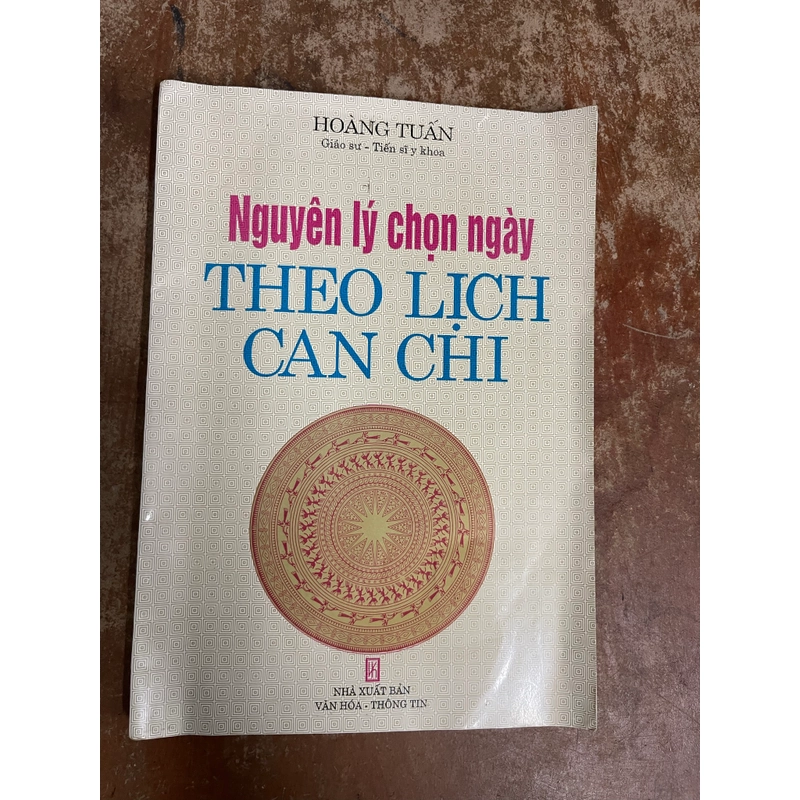 HOÀNG TUẤN
Giáo sư - Tiến sĩ y khoa
Nguyên lý chọn ngày
THEO LỊCH
CAN CHI
NHÀ XUẤT BẢN
VĂN HÓA - THÔNG TIN